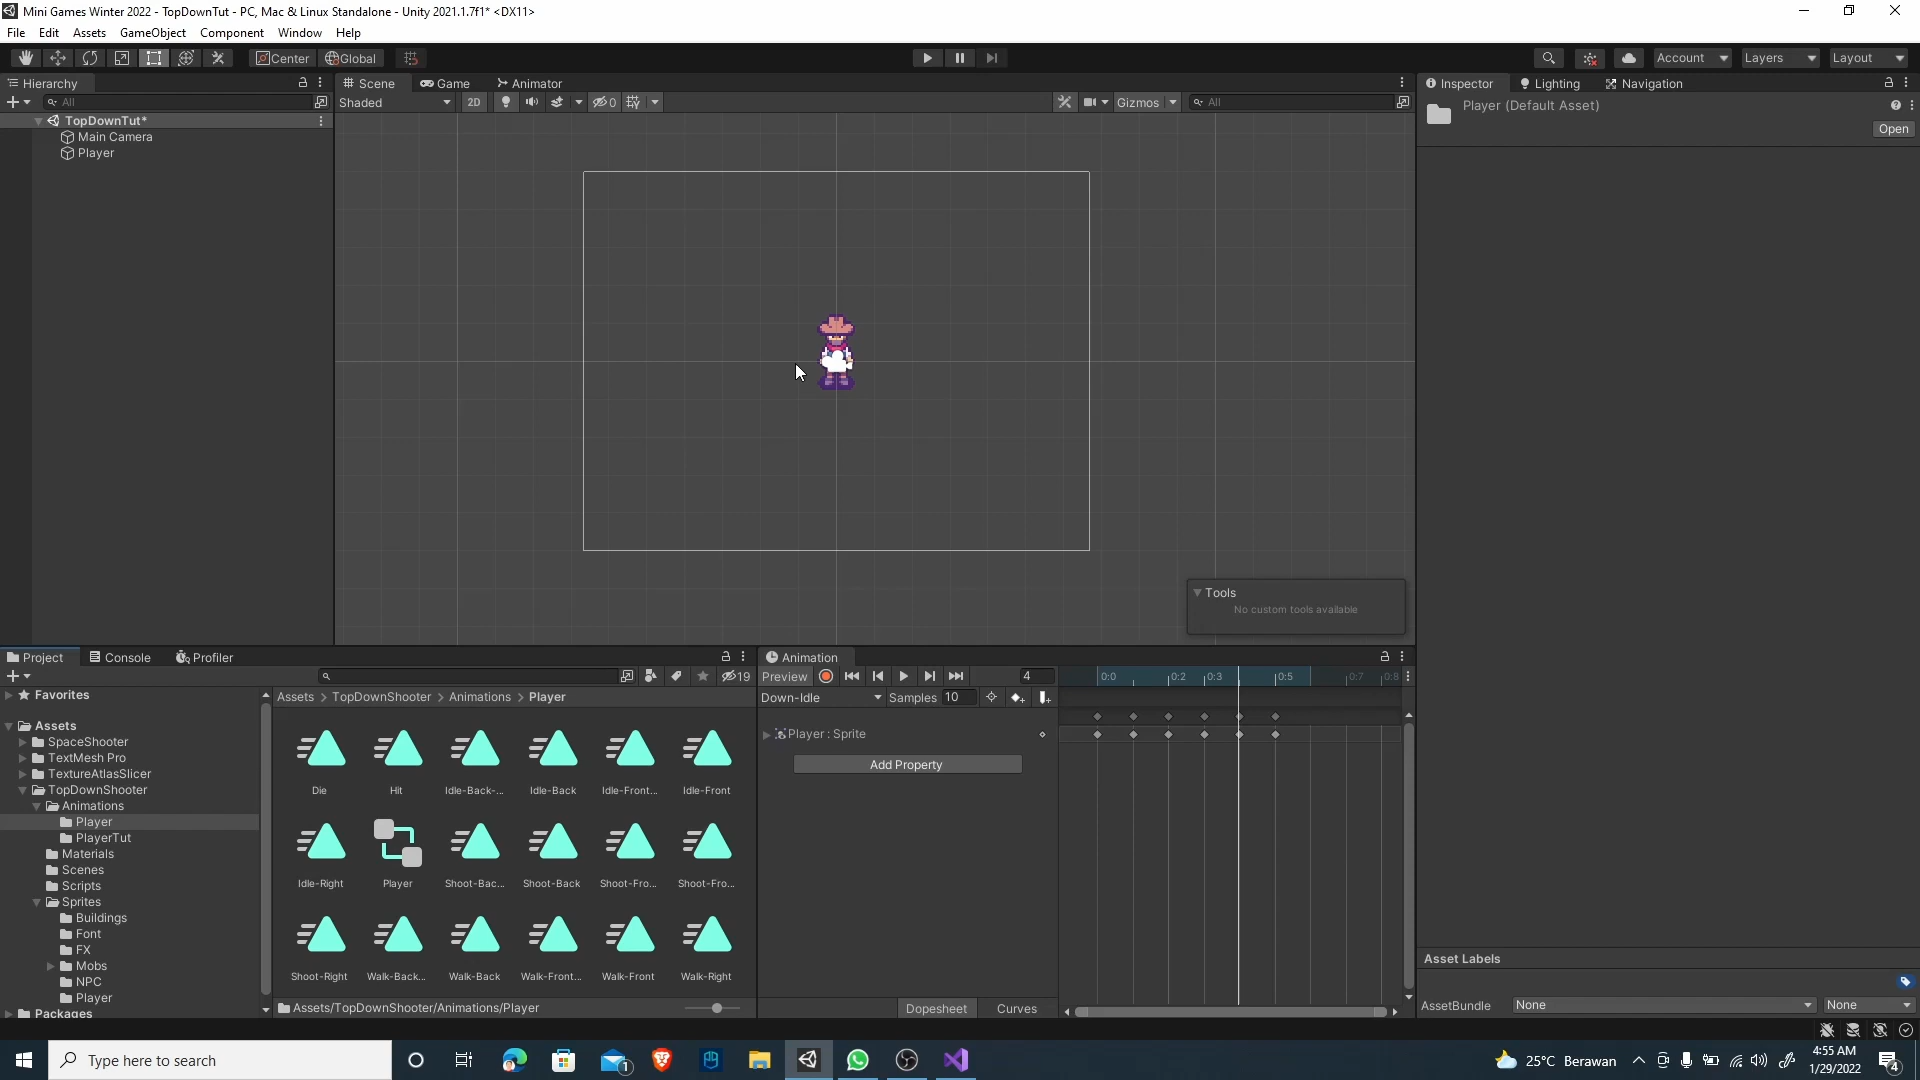 Mini Games Winter 2022 - TopDownTut - PC, Mac & Linux Standalone - Unity 2021.1.7f1* <DX11>
File Edit Assets GameObject Component Window Help
Center Global
Account Layers Layout
Hierarchy
All
TopDownTut*
Main Camera
Player
Scene Game Animator
Shaded 2D 0 Gizmos All
Tools
No custom tools available
Inspector Lighting Navigation
Player (Default Asset)
Open
Asset Labels
AssetBundle None None
Project Console Profiler
19
Favorites
Assets
SpaceShooter
TextMesh Pro
TextureAtlasSlicer
TopDownShooter
Animations
Player
PlayerTut
Materials
Scenes
Scripts
Sprites
Buildings
Font
FX
Mobs
NPC
Player
Packages
Assets > TopDownShooter > Animations > Player
Die Hit Idle-Back-... Idle-Back Idle-Front... Idle-Front
Idle-Right Player Shoot-Bac... Shoot-Back Shoot-Fro... Shoot-Fro...
Shoot-Right Walk-Back... Walk-Back Walk-Front... Walk-Front Walk-Right
Assets/TopDownShooter/Animations/Player
Animation
Preview 4
0:0 0:2 0:3 0:5 0:7 0:8
Down-Idle Samples 10
Player : Sprite
Add Property
Dopesheet Curves
Type here to search
1
25°C Berawan
4:55 AM
1/29/2022
4